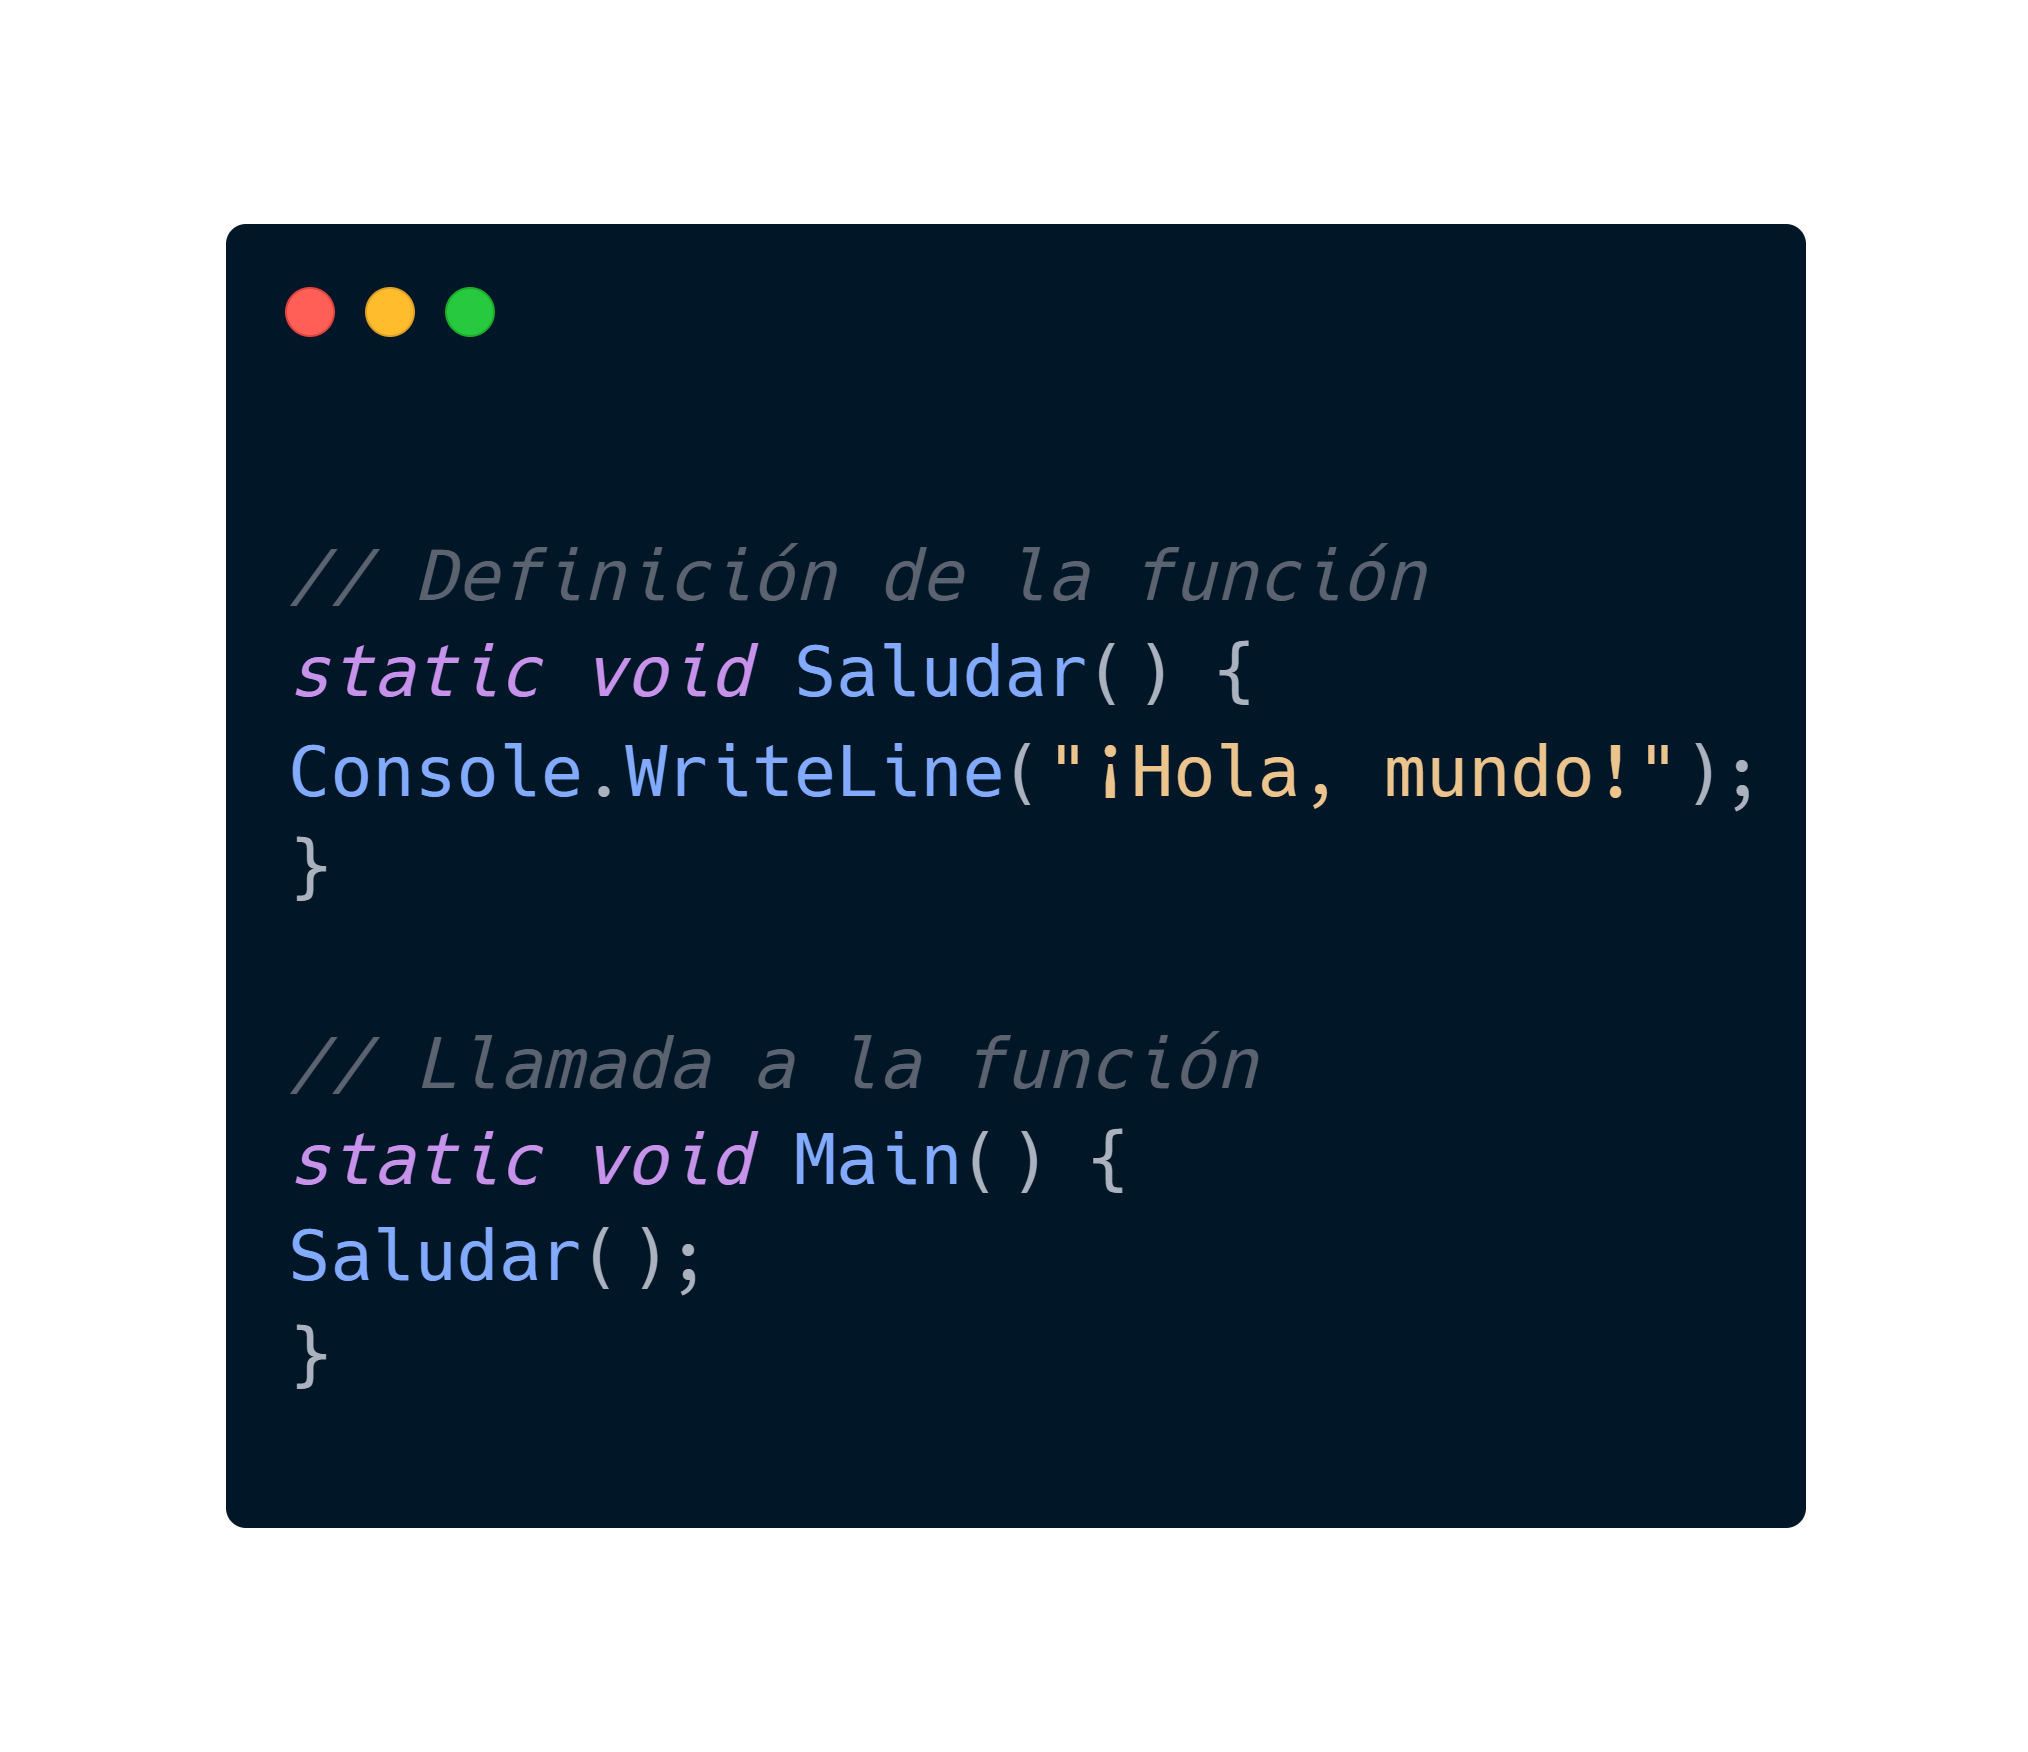 // Definición de la función
static void Saludar() {
Console.WriteLine("¡Hola, mundo!");
}
// Llamada a la función
static void Main() {
Saludar();
}